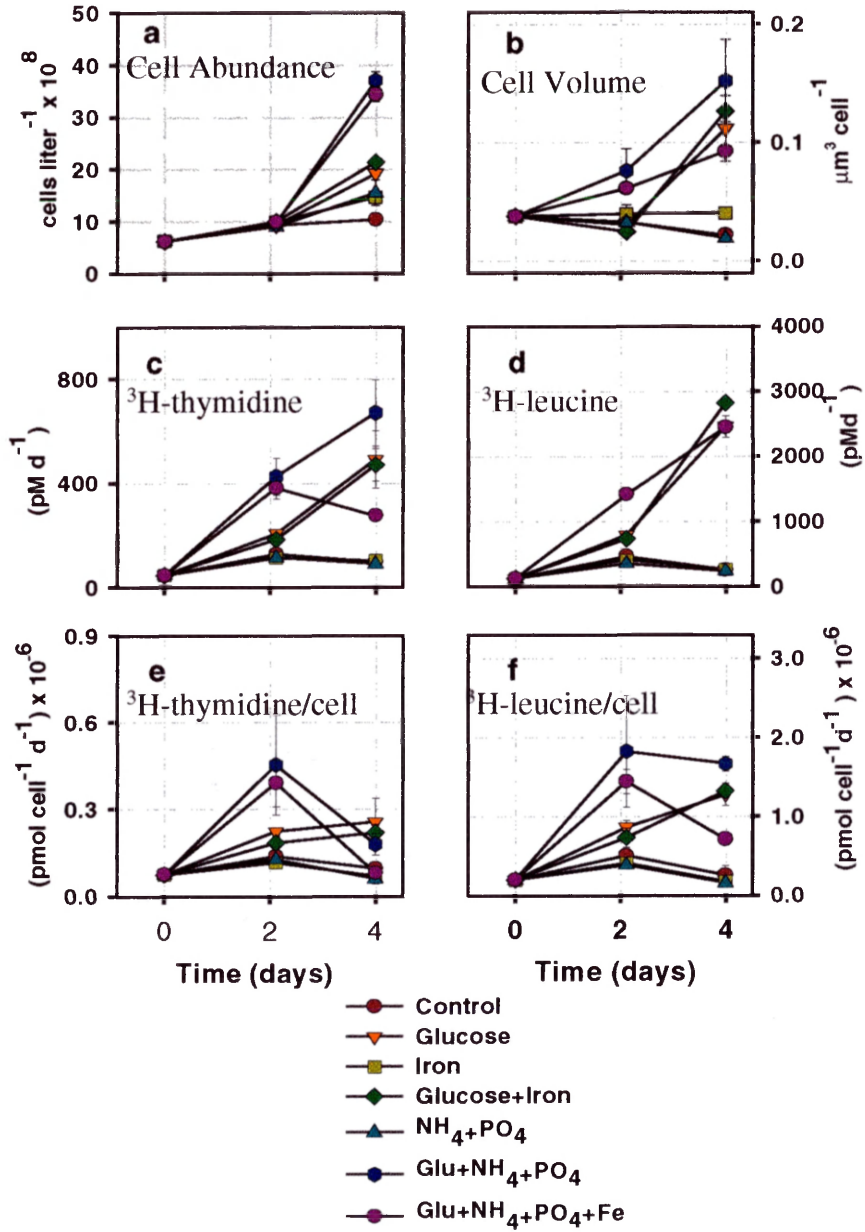 50
40
30
20
10
0
cells liter⁻¹ x 10⁸
a
Cell Abundance
b
Cell Volume
0.2
0.1
0.0
µm³ cell⁻¹
800
400
0
(pM d⁻¹)
c
³H-thymidine
d
³H-leucine
4000
3000
2000
1000
0
(pMd⁻¹)
0.9
0.6
0.3
0.0
(pmol cell⁻¹ d⁻¹) x 10⁻⁶
e
³H-thymidine/cell
f
³H-leucine/cell
3.0
2.0
1.0
0.0
(pmol cell⁻¹d⁻¹) x 10⁻⁶
0 2 4
Time (days)
0 2 4
Time (days)
Control
Glucose
Iron
Glucose+Iron
NH₄+PO₄
Glu+NH₄+PO₄
Glu+NH₄+PO₄+Fe